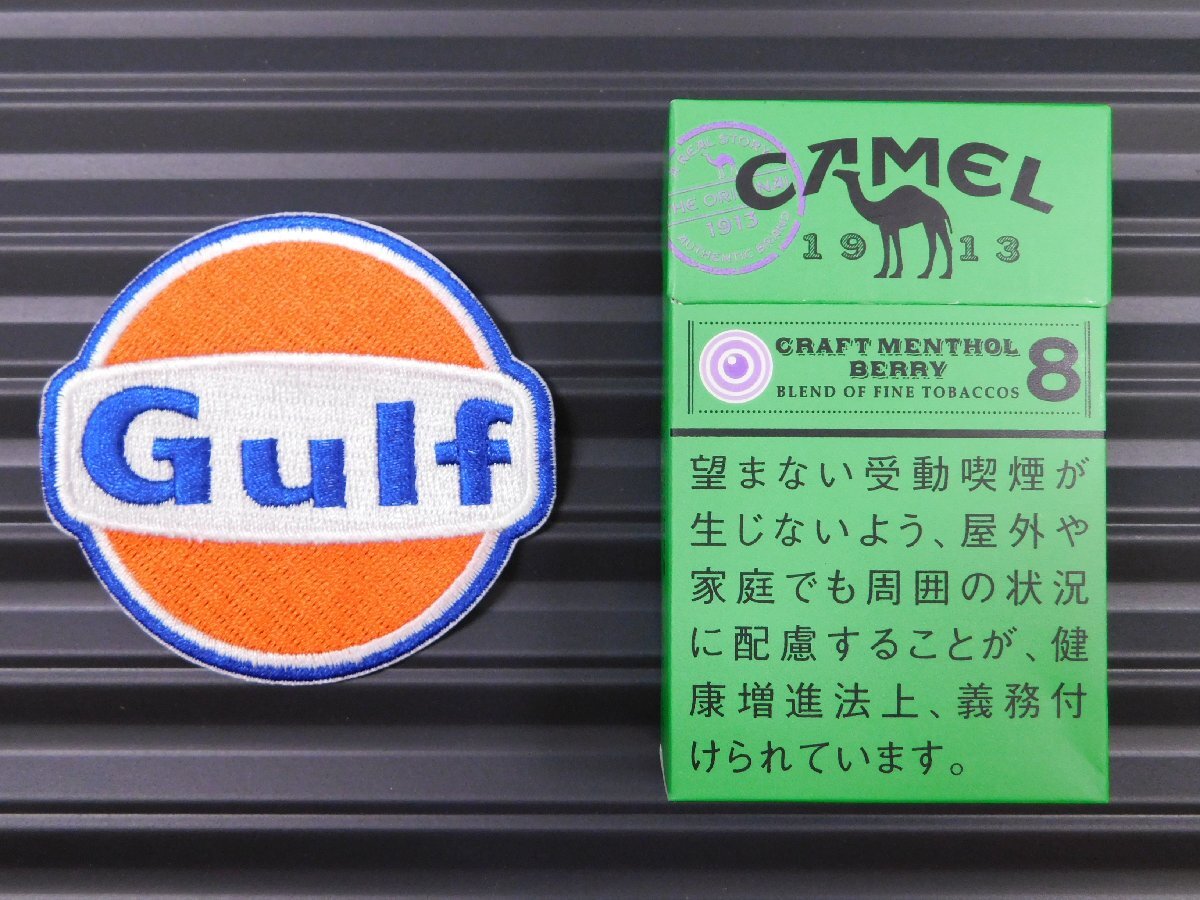 Gulf
CAMEL
1913
A REAL STORY
THE ORIGINAL
1913
AUTHENTIC BRAND
CRAFT MENTHOL
BERRY
BLEND OF FINE TOBACCOS
8
望まない受動喫煙が
生じないよう、屋外や
家庭でも周囲の状況
に配慮することが、健
康増進法上、義務付
けられています。